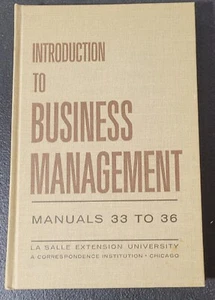 INTRODUCTION
TO
BUSINESS
MANAGEMENT
MANUALS 33 TO 36
LA SALLE EXTENSION UNIVERSITY
A CORRESPONDENCE INSTITUTION · CHICAGO